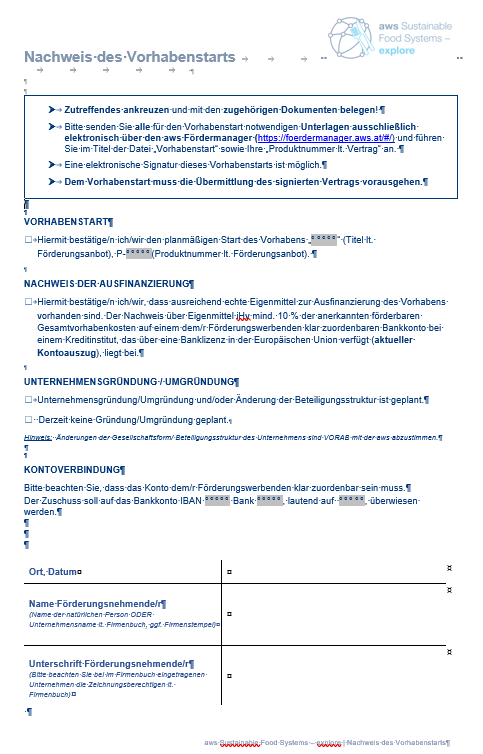 aws Sustainable
Food Systems –
explore
Nachweis des Vorhabenstarts
Zutreffendes ankreuzen und mit den zugehörigen Dokumenten belegen!
Bitte senden Sie alle für den Vorhabenstart notwendigen Unterlagen ausschließlich
elektronisch über den aws Fördermanager (https://foerdermanager.aws.at/#/) und führen
Sie im Titel der Datei „Vorhabenstart“ sowie Ihre „Produktnummer lt. Vertrag“ an.
Eine elektronische Signatur dieses Vorhabenstarts ist möglich.
Dem Vorhabenstart muss die Übermittlung des signierten Vertrags vorausgehen.
VORHABENSTART
☐ Hiermit bestätige/n ich/wir den planmäßigen Start des Vorhabens „°°°°°“ (Titel lt.
Förderungsanbot), P-°°°°° (Produktnummer lt. Förderungsanbot).
NACHWEIS DER AUSFINANZIERUNG
☐ Hiermit bestätige/n ich/wir, dass ausreichend echte Eigenmittel zur Ausfinanzierung des Vorhabens
vorhanden sind. Der Nachweis über Eigenmittel iHv mind. 10 % der anerkannten förderbaren
Gesamtvorhabenkosten auf einem dem/r Förderungswerbenden klar zuordenbaren Bankkonto bei
einem Kreditinstitut, das über eine Banklizenz in der Europäischen Union verfügt (aktueller
Kontoauszug), liegt bei.
UNTERNEHMENSGRÜNDUNG / UMGRÜNDUNG
☐ Unternehmensgründung/Umgründung und/oder Änderung der Beteiligungsstruktur ist geplant.
☐ Derzeit keine Gründung/Umgründung geplant.
Hinweis: Änderungen der Gesellschaftsform/ Beteiligungsstruktur des Unternehmens sind VORAB mit der aws abzustimmen.
KONTOVERBINDUNG
Bitte beachten Sie, dass das Konto dem/r Förderungswerbenden klar zuordenbar sein muss.
Der Zuschuss soll auf das Bankkonto IBAN °°°°° Bank °°°°°, lautend auf °°°°°, überwiesen
werden.
Ort, Datum
Name Förderungsnehmende/r
(Name der natürlichen Person ODER
Unternehmensname lt. Firmenbuch, ggf. Firmenstempel)
Unterschrift Förderungsnehmende/r
(Bitte beachten Sie bei im Firmenbuch eingetragenen
Unternehmen die Zeichnungsberechtigen lt.
Firmenbuch)
aws Sustainable Food Systems – explore | Nachweis des Vorhabenstarts